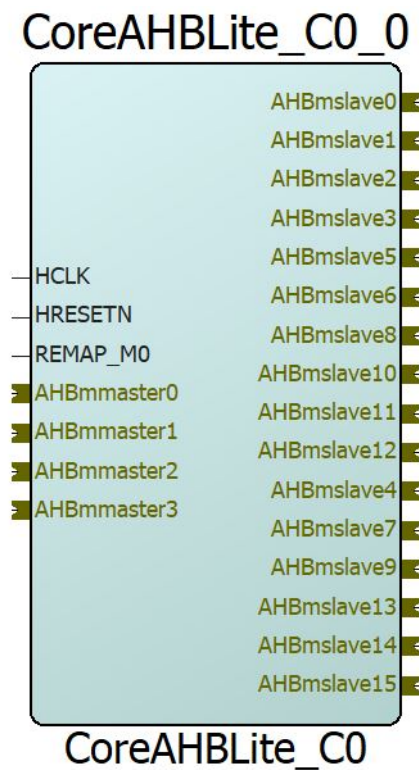 CoreAHBLite_C0_0
HCLK
HRESETN
REMAP_M0
AHBmmaster0
AHBmmaster1
AHBmmaster2
AHBmmaster3
AHBmslave0
AHBmslave1
AHBmslave2
AHBmslave3
AHBmslave5
AHBmslave6
AHBmslave8
AHBmslave10
AHBmslave11
AHBmslave12
AHBmslave4
AHBmslave7
AHBmslave9
AHBmslave13
AHBmslave14
AHBmslave15
CoreAHBLite_C0